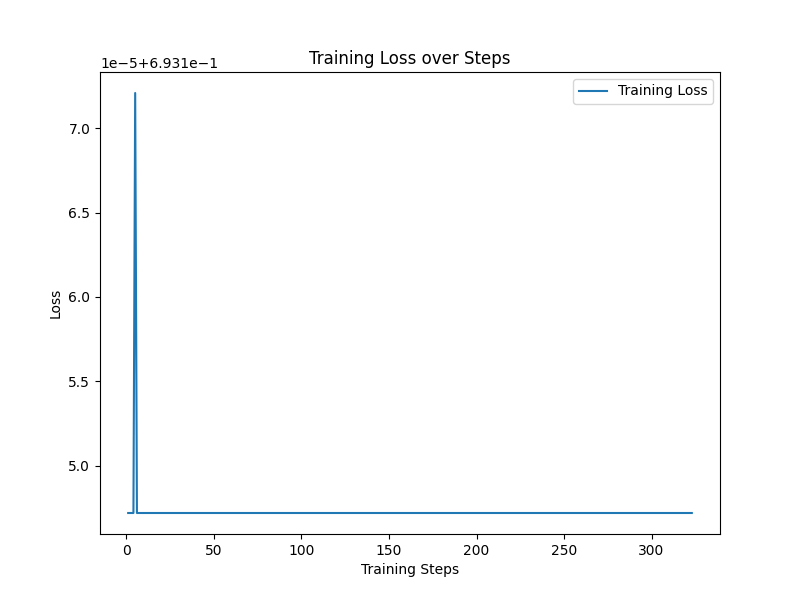 Training Loss over Steps
1e−5+6.931e−1
Training Loss
7.0
6.5
6.0
5.5
5.0
Loss
0 50 100 150 200 250 300
Training Steps